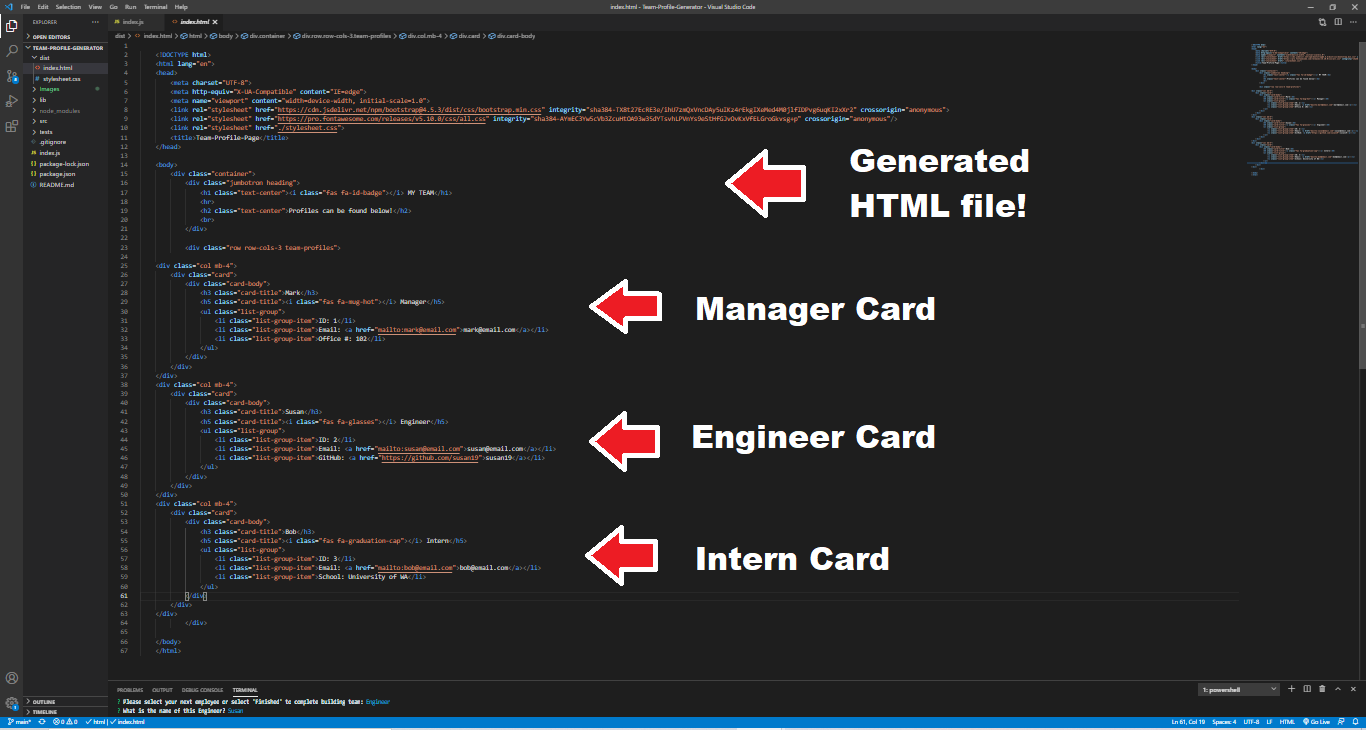 File Edit Selection View Go Run Terminal Help
index.html - Team-Profile-Generator - Visual Studio Code
EXPLORER
index.js
index.html
OPEN EDITORS
TEAM-PROFILE-GENERATOR
dist
index.html
stylesheet.css
Images
lib
node_modules
src
tests
.gitignore
index.js
package-lock.json
package.json
README.md
OUTLINE
TIMELINE
dist > index.html > html > body > div.container > div.row.row-cols-3.team-profiles > div.col.mb-4 > div.card > div.card-body
1
2 <!DOCTYPE html>
3 <html lang="en">
4 <head>
5 <meta charset="UTF-8">
6 <meta http-equiv="X-UA-Compatible" content="IE=edge">
7 <meta name="viewport" content="width=device-width, initial-scale=1.0">
8 <link rel="stylesheet" href="https://cdn.jsdelivr.net/npm/bootstrap@4.5.3/dist/css/bootstrap.min.css" crossorigin="anonymous">
9 <link rel="stylesheet" href="https://pro.fontawesome.com/releases/v5.10.0/css/all.css" crossorigin="anonymous"/>
10 <link rel="stylesheet" href="./stylesheet.css">
11 <title>Team-Profile-Page</title>
12 </head>
13
14 <body>
15 <div class="container">
16 <div class="jumbotron heading">
17 <h1 class="text-center"><i class="fas fa-id-badge"></i> MY TEAM</h1>
18 <hr>
19 <h2 class="text-center">Profiles can be found below!</h2>
20 <br>
21 </div>
22
23 <div class="row row-cols-3 team-profiles">
24
25 <div class="col mb-4">
26 <div class="card">
27 <div class="card-body">
28 <h3 class="card-title">Mark</h3>
29 <h5 class="card-title"><i class="fas fa-mug-hot"></i> Manager</h5>
30 <ul class="list-group">
31 <li class="list-group-item">ID: 1</li>
32 <li class="list-group-item">Email: <a href="mailto:mark@email.com">mark@email.com</a></li>
33 <li class="list-group-item">Office #: 102</li>
34 </ul>
35 </div>
36 </div>
37 </div>
38 <div class="col mb-4">
39 <div class="card">
40 <div class="card-body">
41 <h3 class="card-title">Susan</h3>
42 <h5 class="card-title"><i class="fas fa-glasses"></i> Engineer</h5>
43 <ul class="list-group">
44 <li class="list-group-item">ID: 2</li>
45 <li class="list-group-item">Email: <a href="mailto:susan@email.com">susan@email.com</a></li>
46 <li class="list-group-item">GitHub: <a href="https://github.com/susan19">susan19</a></li>
47 </ul>
48 </div>
49 </div>
50 </div>
51 <div class="col mb-4">
52 <div class="card">
53 <div class="card-body">
54 <h3 class="card-title">Bob</h3>
55 <h5 class="card-title"><i class="fas fa-graduation-cap"></i> Intern</h5>
56 <ul class="list-group">
57 <li class="list-group-item">ID: 3</li>
58 <li class="list-group-item">Email: <a href="mailto:bob@email.com">bob@email.com</a></li>
59 <li class="list-group-item">School: University of WA</li>
60 </ul>
61 </div>
62 </div>
63 </div>
64 </div>
65
66 </body>
67 </html>
Generated
HTML file!
Manager Card
Engineer Card
Intern Card
PROBLEMS OUTPUT DEBUG CONSOLE TERMINAL
1: powershell
? Please select your next employee or select "Finished" to complete building team: Engineer
? What is the name of this Engineer? Susan
main* 0 0 html index.html
Ln 61, Col 19 Spaces: 4 UTF-8 LF HTML Go Live